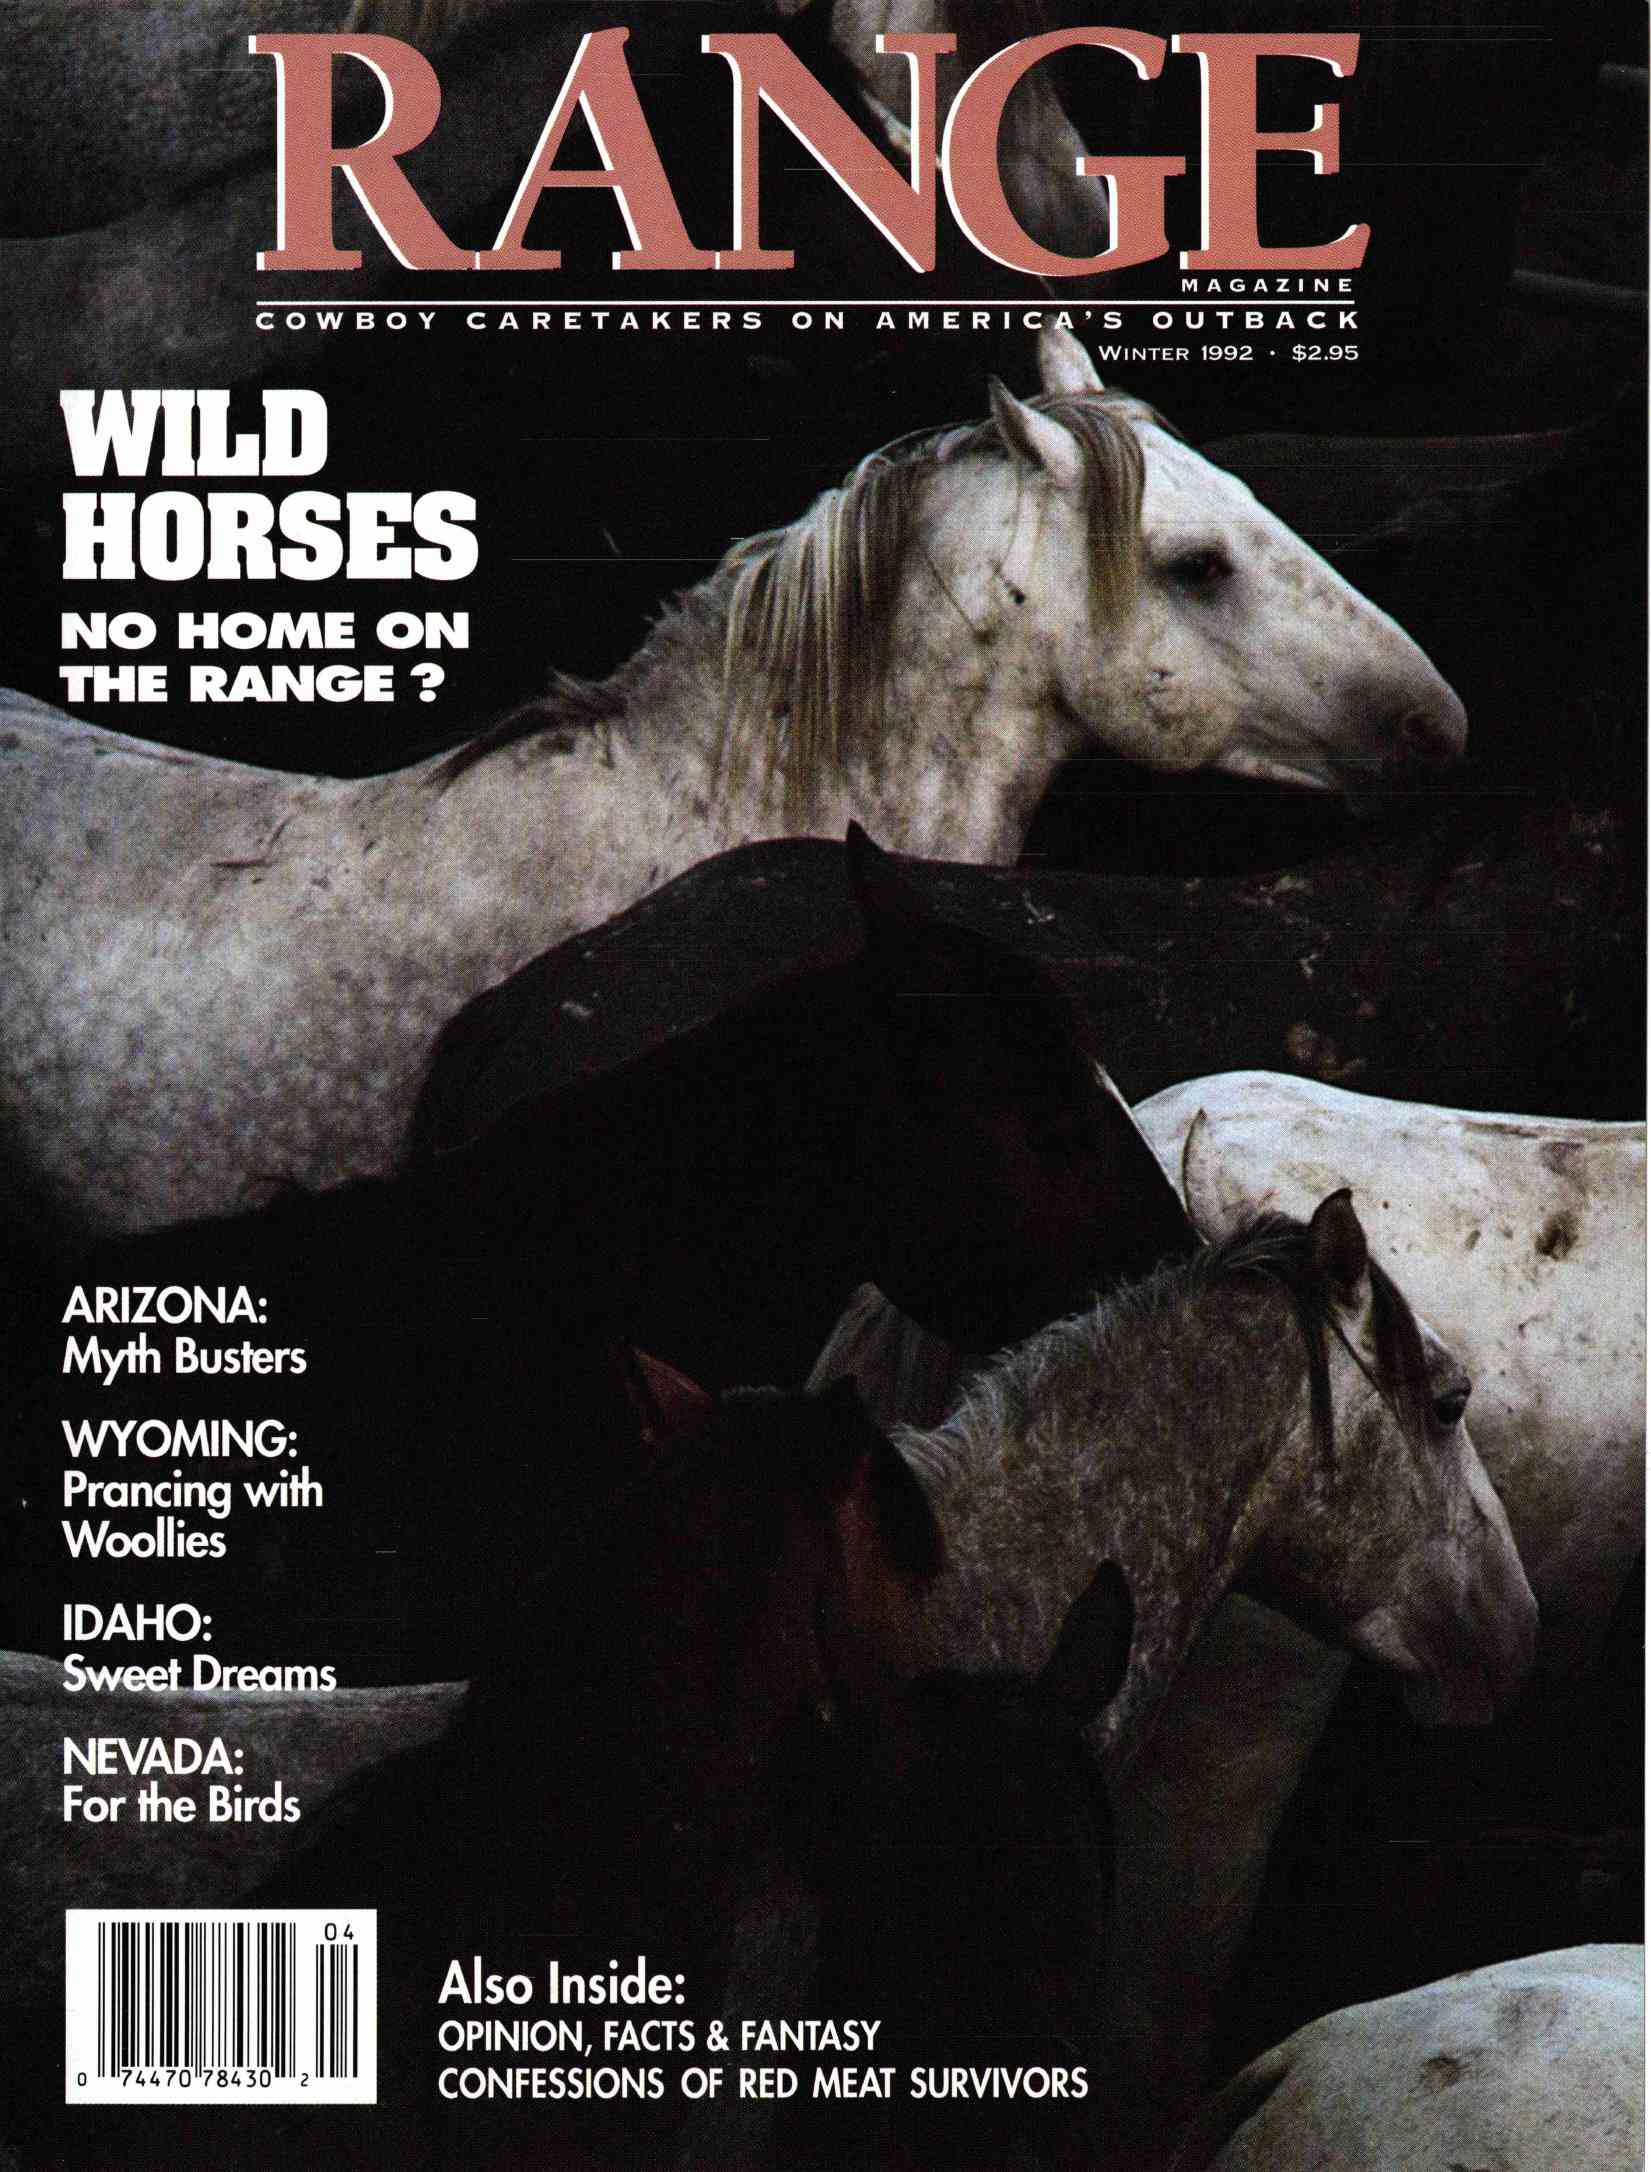 RANGE
MAGAZINE
COWBOY CARETAKERS ON AMERICA'S OUTBACK
WINTER 1992 · $2.95
WILD
HORSES
NO HOME ON
THE RANGE ?
ARIZONA:
Myth Busters
WYOMING:
Prancing with
Woollies
IDAHO:
Sweet Dreams
NEVADA:
For the Birds
04
0 74470 78430 2
Also Inside:
OPINION, FACTS & FANTASY
CONFESSIONS OF RED MEAT SURVIVORS